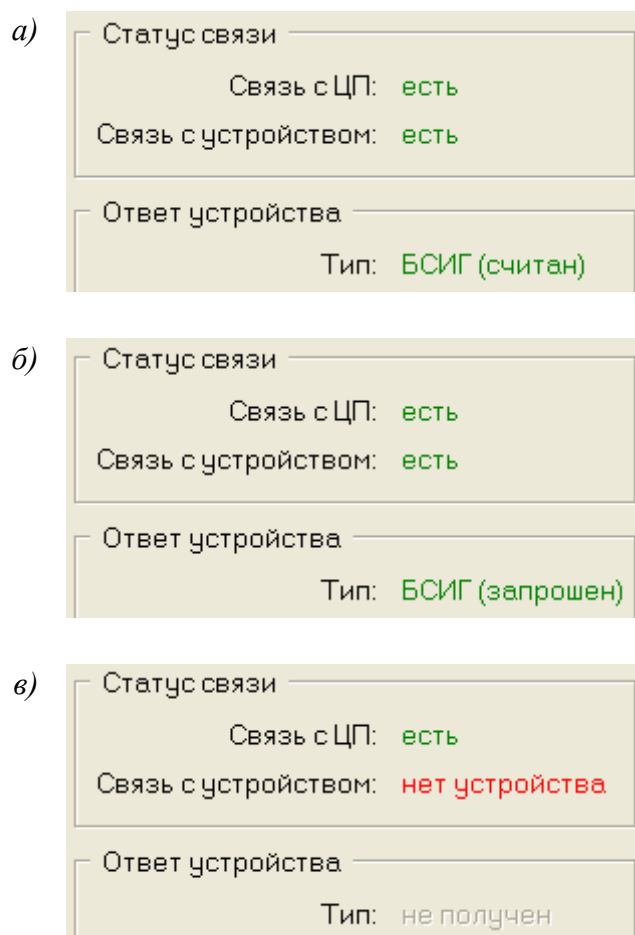 а)
Статус связи
Связь с ЦП: есть
Связь с устройством: есть
Ответ устройства
Тип: БСИГ (считан)
б)
Статус связи
Связь с ЦП: есть
Связь с устройством: есть
Ответ устройства
Тип: БСИГ (запрошен)
в)
Статус связи
Связь с ЦП: есть
Связь с устройством: нет устройства
Ответ устройства
Тип: не получен